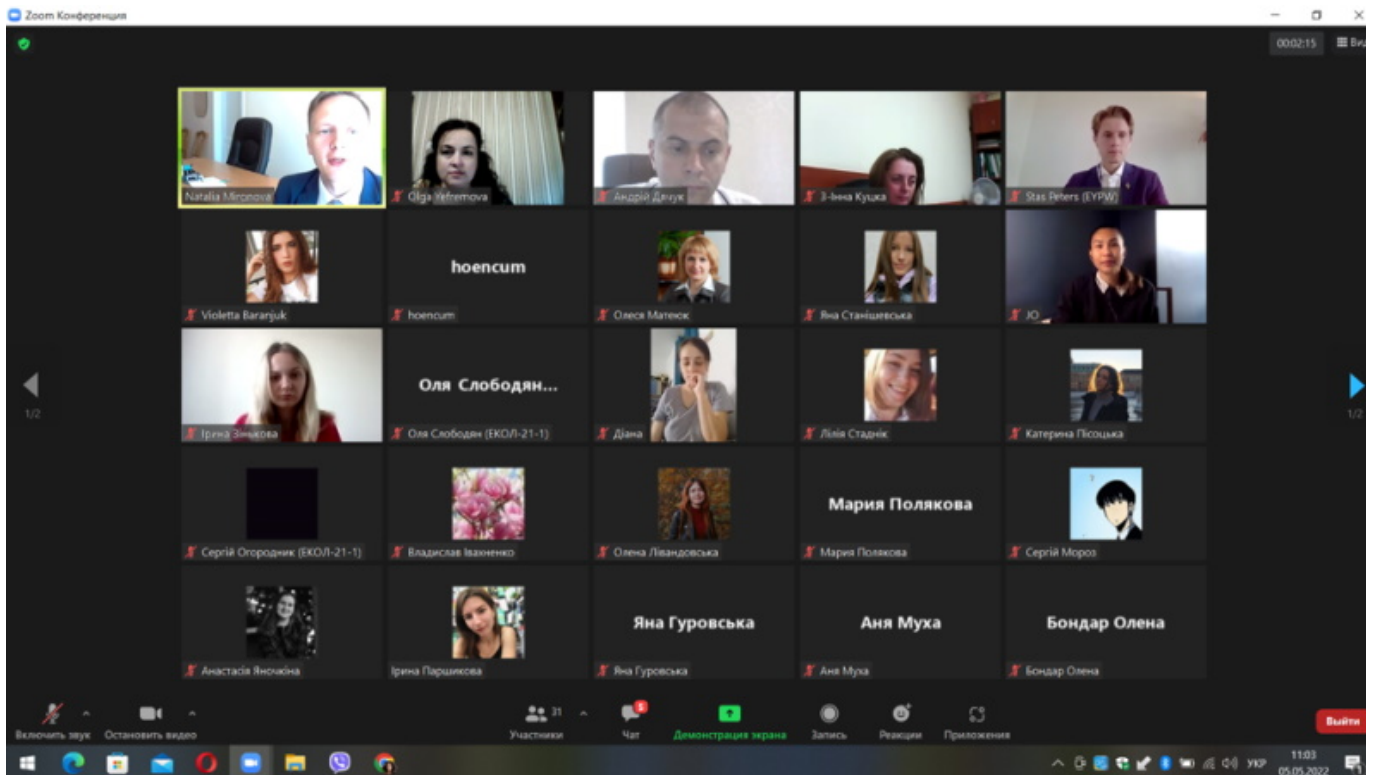 Zoom Конференция
00:02:15
Natalia Mironova
Olga Yefremova
Андрій Дячук
3-Інна Куцка
Stas Peters (EYPW)
Violetta Baranjuk
hoencum
hoencum
Олеся Матеюк
Яна Станішевська
JO
1/2
Ірина Зінькова
Оля Слободян...
Оля Слободян (ЕКОЛ-21-1)
Діана
Лілія Стаднік
Катерина Пісоцька
1/2
Сергій Огородник (ЕКОЛ-21-1)
Владислав Івахненко
Олена Лівандовська
Мария Полякова
Мария Полякова
Сергій Мороз
Анастасія Яночкіна
Ірина Паршикова
Яна Гуровська
Яна Гуровська
Аня Муха
Аня Муха
Бондар Олена
Бондар Олена
31
5
Включить звук
Остановить видео
Участники
Чат
Демонстрация экрана
Запись
Реакции
Приложения
Выйти
УКР
11:03
05.05.2022